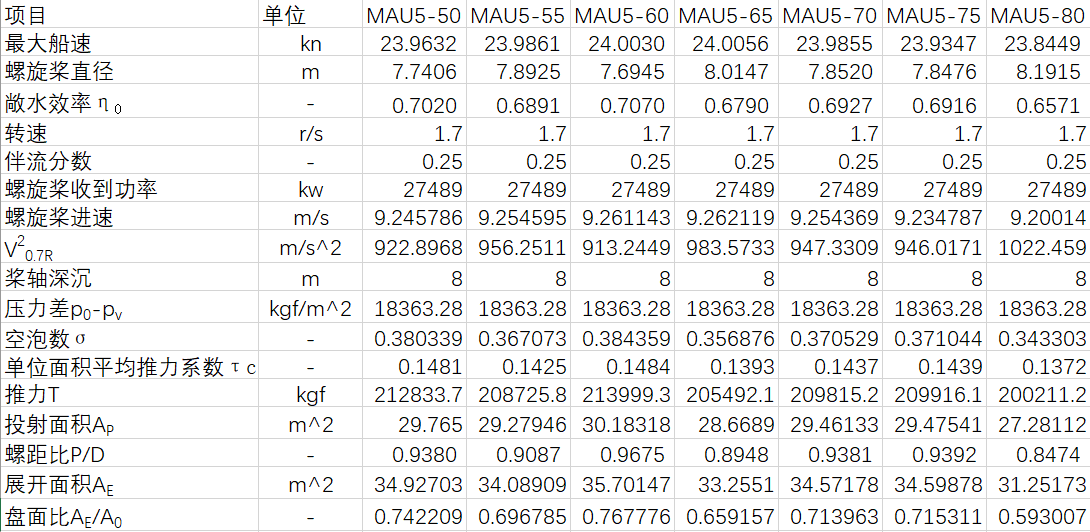 项目 单位 MAU5-50 MAU5-55 MAU5-60 MAU5-65 MAU5-70 MAU5-75 MAU5-80
最大船速 kn 23.9632 23.9861 24.0030 24.0056 23.9855 23.9347 23.8449
螺旋桨直径 m 7.7406 7.8925 7.6945 8.0147 7.8520 7.8476 8.1915
敞水效率η₀ - 0.7020 0.6891 0.7070 0.6790 0.6927 0.6916 0.6571
转速 r/s 1.7 1.7 1.7 1.7 1.7 1.7 1.7
伴流分数 - 0.25 0.25 0.25 0.25 0.25 0.25 0.25
螺旋桨收到功率 kw 27489 27489 27489 27489 27489 27489 27489
螺旋桨进速 m/s 9.245786 9.254595 9.261143 9.262119 9.254369 9.234787 9.20014
V²0.7R m/s^2 922.8968 956.2511 913.2449 983.5733 947.3309 946.0171 1022.459
桨轴深沉 m 8 8 8 8 8 8 8
压力差p₀-pᵥ kgf/m^2 18363.28 18363.28 18363.28 18363.28 18363.28 18363.28 18363.28
空泡数σ - 0.380339 0.367073 0.384359 0.356876 0.370529 0.371044 0.343303
单位面积平均推力系数τc - 0.1481 0.1425 0.1484 0.1393 0.1437 0.1439 0.1372
推力T kgf 212833.7 208725.8 213999.3 205492.1 209815.2 209916.1 200211.2
投射面积AP m^2 29.765 29.27946 30.18318 28.6689 29.46133 29.47541 27.28112
螺距比P/D - 0.9380 0.9087 0.9675 0.8948 0.9381 0.9392 0.8474
展开面积AE m^2 34.92703 34.08909 35.70147 33.2551 34.57178 34.59878 31.25173
盘面比AE/A0 - 0.742209 0.696785 0.767776 0.659157 0.713963 0.715311 0.593007